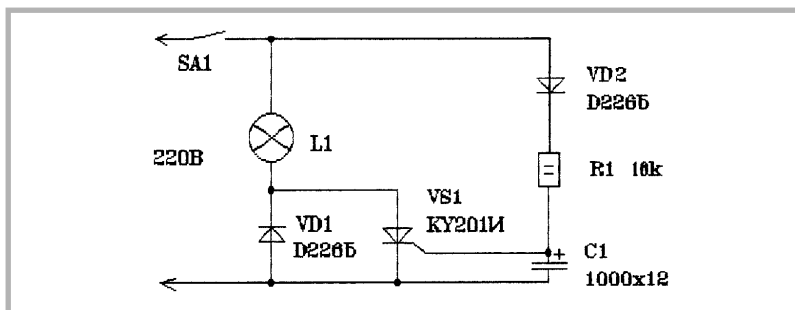 SA1
220В
L1
VD1
D226Б
VS1
КУ201И
VD2
D226Б
R1 10k
+ C1
1000x12